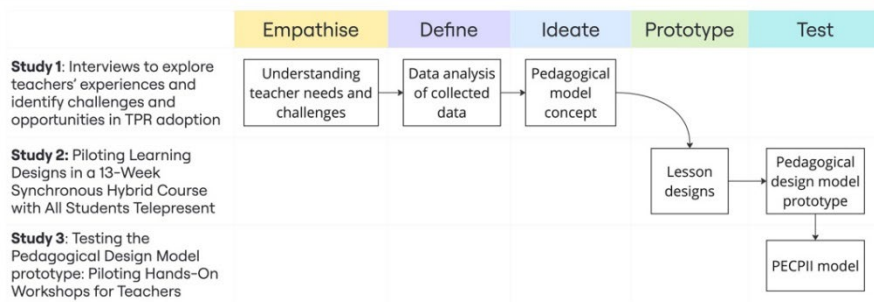 Empathise
Define
Ideate
Prototype
Test
Study 1: Interviews to explore
teachers' experiences and
identify challenges and
opportunities in TPR adoption
Understanding
teacher needs and
challenges
Data analysis
of collected
data
Pedagogical
model
concept
Study 2: Piloting Learning
Designs in a 13-Week
Synchronous Hybrid Course
with All Students Telepresent
Lesson
designs
Pedagogical
design model
prototype
Study 3: Testing the
Pedagogical Design Model
prototype: Piloting Hands-On
Workshops for Teachers
PECPII model